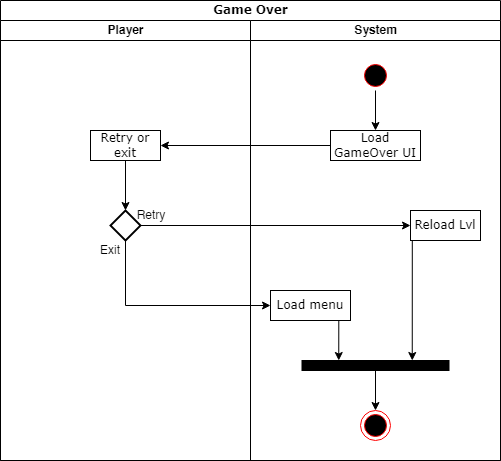 Game Over
Player
System
Retry or
exit
Load
GameOver UI
Retry
Reload Lvl
Exit
Load menu